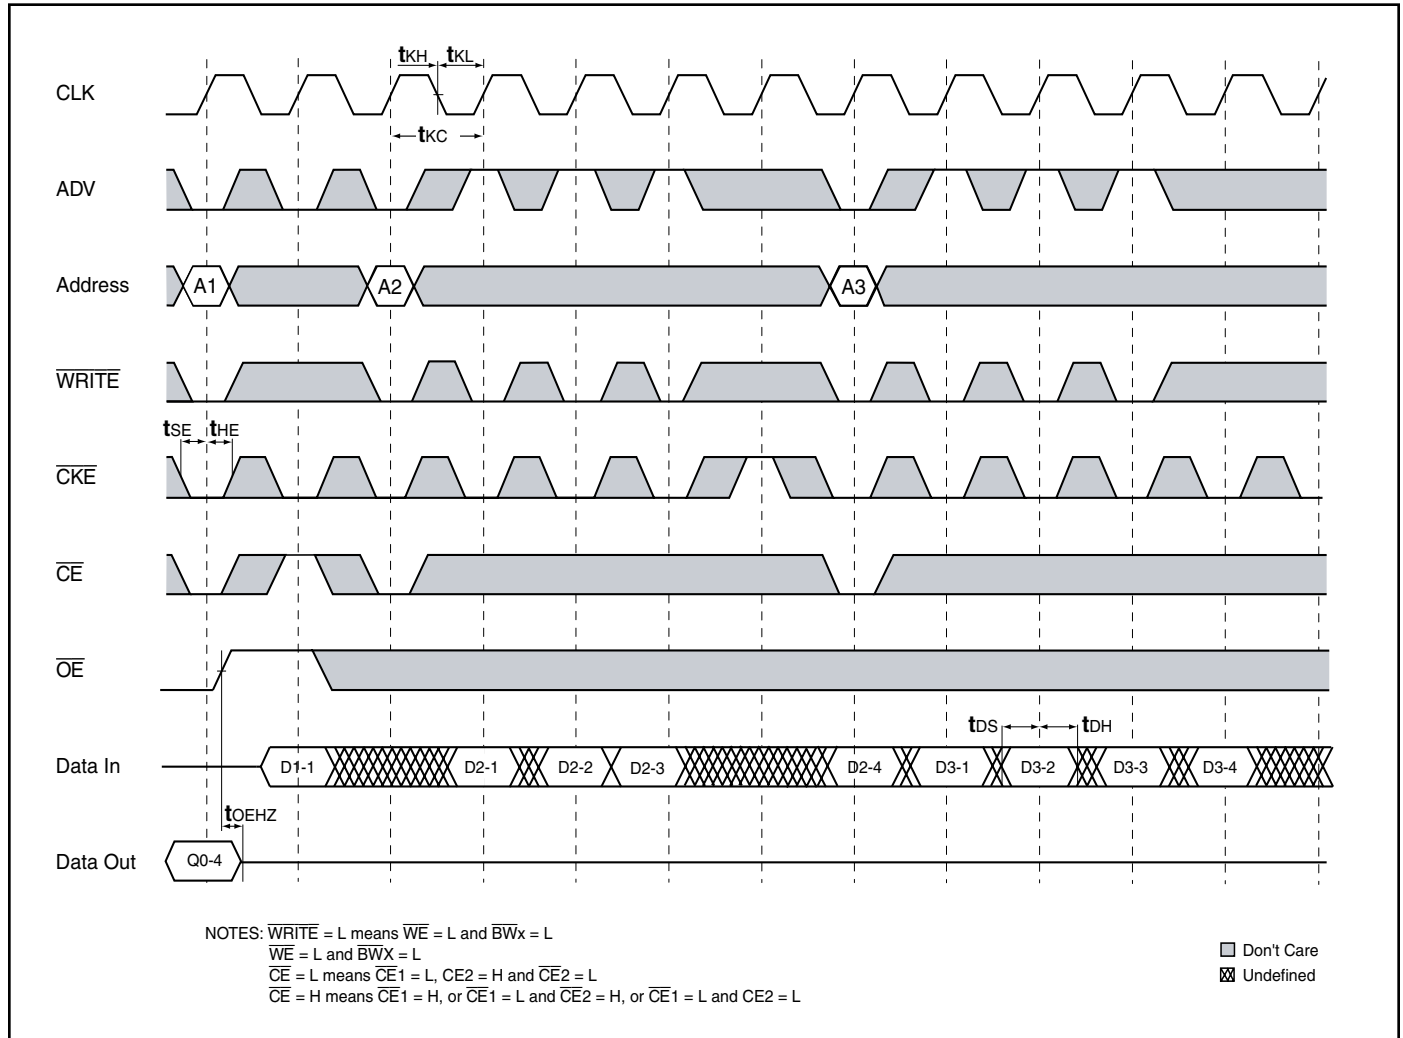 tKH tKL
CLK
tKC
ADV
Address A1 A2 A3
WRITE
tSE tHE
CKE
CE
OE
tDS tDH
Data In D1-1 D2-1 D2-2 D2-3 D2-4 D3-1 D3-2 D3-3 D3-4
tOEHZ
Data Out Q0-4
NOTES: WRITE = L means WE = L and BWx = L
WE = L and BWX = L
CE = L means CE1 = L, CE2 = H and CE2 = L
CE = H means CE1 = H, or CE1 = L and CE2 = H, or CE1 = L and CE2 = L
Don't Care
Undefined